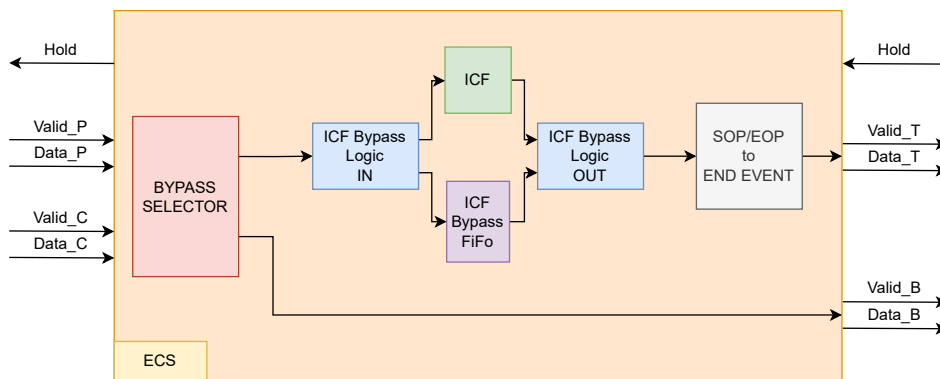 Hold
Valid_P
Data_P
Valid_C
Data_C
BYPASS
SELECTOR
ICF Bypass
Logic
IN
ICF
ICF
Bypass
FiFo
ICF Bypass
Logic
OUT
SOP/EOP
to
END EVENT
Hold
Valid_T
Data_T
Valid_B
Data_B
ECS